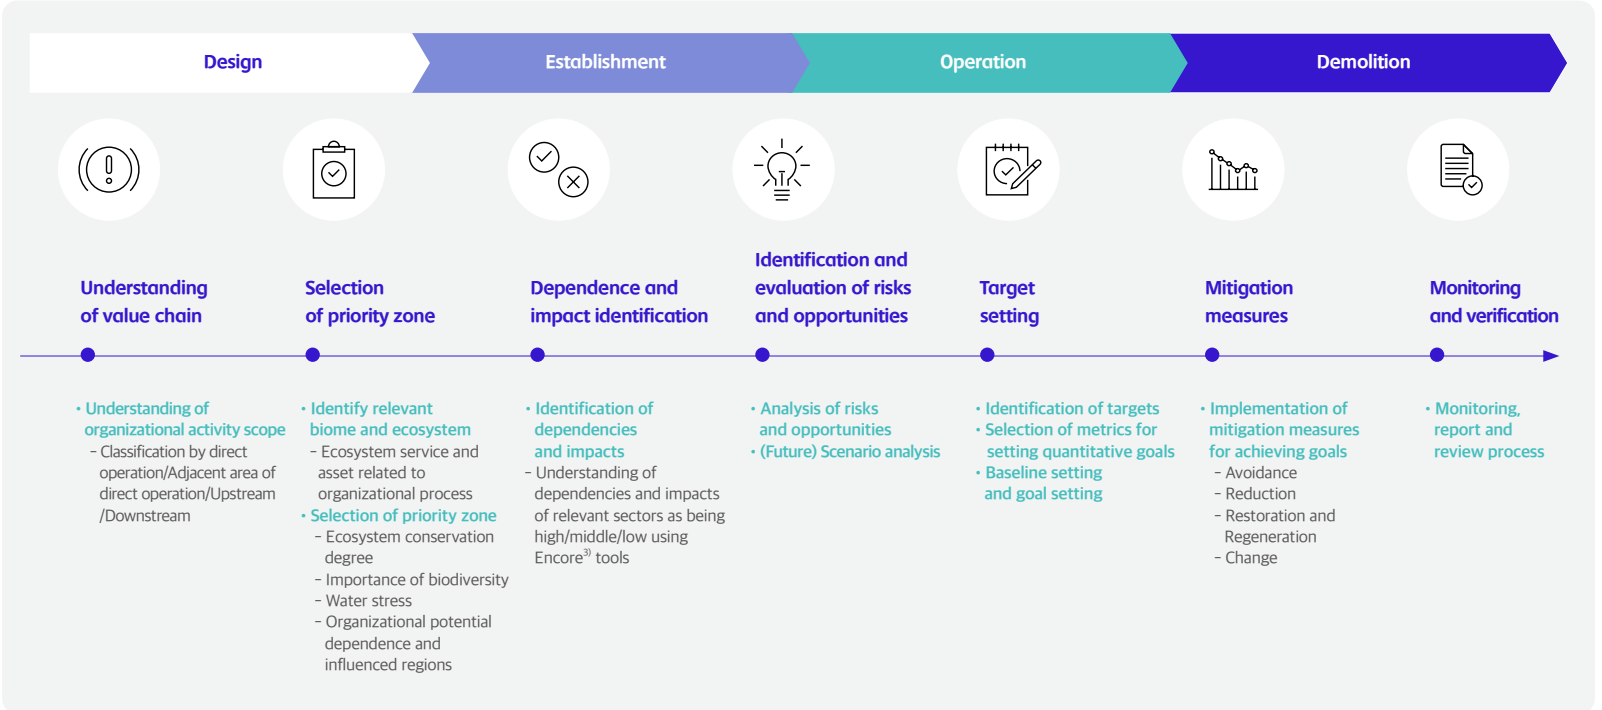 Design
Establishment
Operation
Demolition
Understanding
of value chain
Selection
of priority zone
Dependence and
impact identification
Identification and
evaluation of risks
and opportunities
Target
setting
Mitigation
measures
Monitoring
and verification
• Understanding of
organizational activity scope
– Classification by direct
operation/Adjacent area of
direct operation/Upstream
/Downstream
• Identify relevant
biome and ecosystem
– Ecosystem service and
asset related to
organizational process
• Selection of priority zone
– Ecosystem conservation
degree
– Importance of biodiversity
– Water stress
– Organizational potential
dependence and
influenced regions
• Identification of
dependencies
and impacts
– Understanding of
dependencies and impacts
of relevant sectors as being
high/middle/low using
Encore3) tools
• Analysis of risks
and opportunities
• (Future) Scenario analysis
• Identification of targets
• Selection of metrics for
setting quantitative goals
• Baseline setting
and goal setting
• Implementation of
mitigation measures
for achieving goals
– Avoidance
– Reduction
– Restoration and
Regeneration
– Change
• Monitoring,
report and
review process